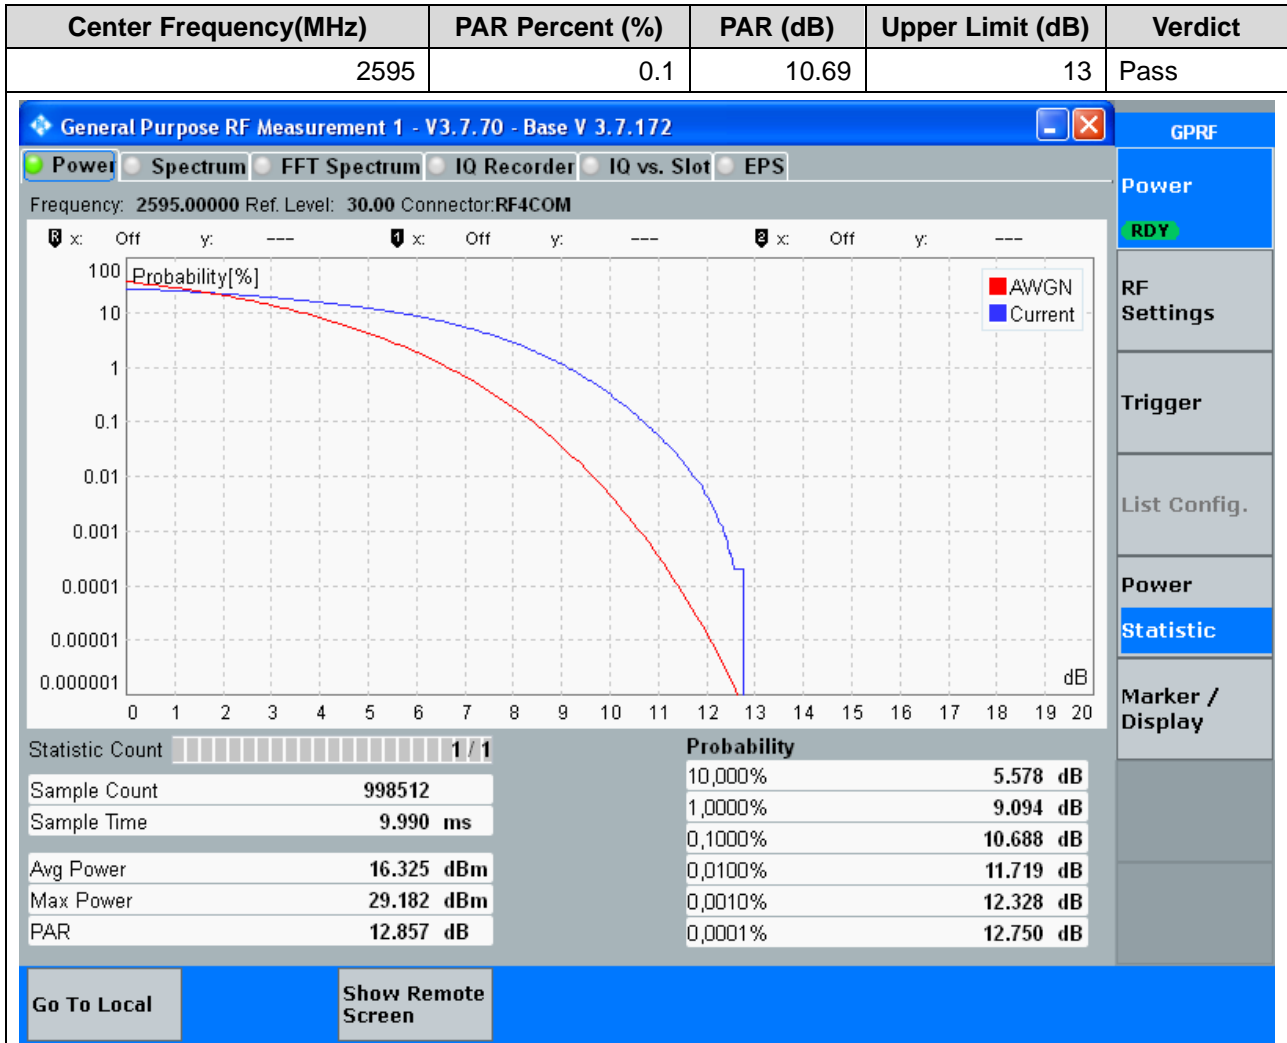 Center Frequency(MHz) PAR Percent (%) PAR (dB) Upper Limit (dB) Verdict
2595 0.1 10.69 13 Pass
General Purpose RF Measurement 1 - V3.7.70 - Base V 3.7.172
GPRF
Power Spectrum FFT Spectrum IQ Recorder IQ vs. Slot EPS
Power
RDY
Frequency: 2595.00000 Ref. Level: 30.00 Connector:RF4COM
R x: Off y: --- 1 x: Off y: --- 2 x: Off y: ---
Probability[%]
AWGN
Current
100
10
1
0.1
0.01
0.001
0.0001
0.00001
0.000001
dB
0 1 2 3 4 5 6 7 8 9 10 11 12 13 14 15 16 17 18 19 20
RF
Settings
Trigger
List Config.
Power
Statistic
Marker /
Display
Statistic Count 1 / 1
Sample Count 998512
Sample Time 9.990 ms
Avg Power 16.325 dBm
Max Power 29.182 dBm
PAR 12.857 dB
Probability
10,000% 5.578 dB
1,0000% 9.094 dB
0,1000% 10.688 dB
0,0100% 11.719 dB
0,0010% 12.328 dB
0,0001% 12.750 dB
Go To Local
Show Remote
Screen